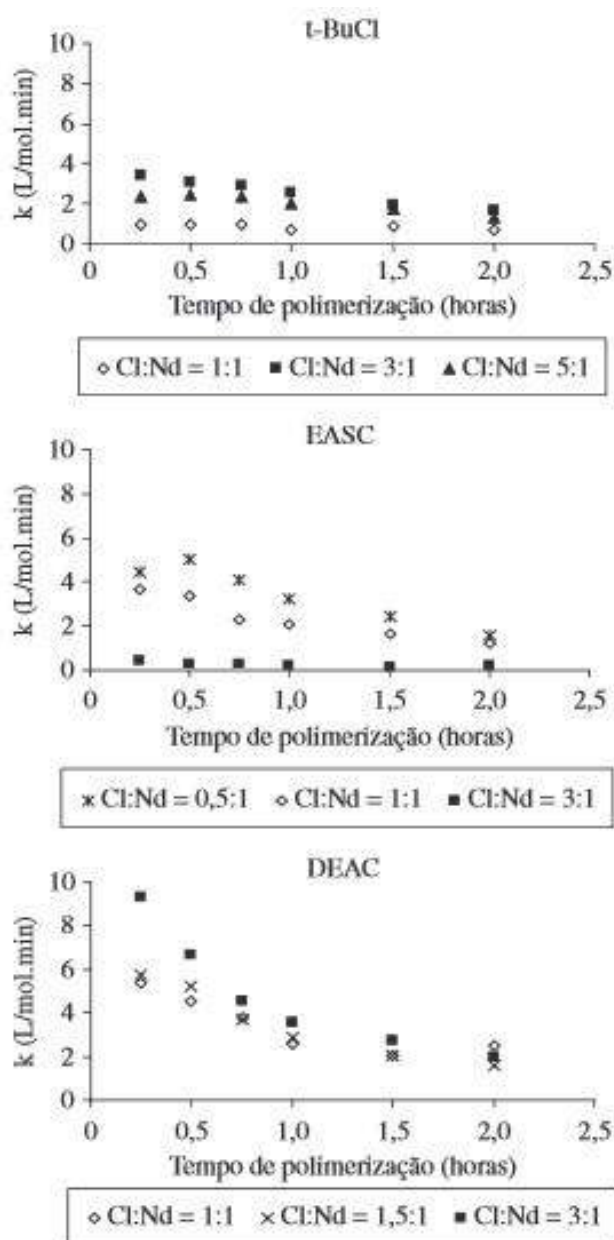 t-BuCl
10
8
6
4
2
0
k (L/mol.min)
0 0,5 1,0 1,5 2,0 2,5
Tempo de polimerização (horas)
Cl:Nd = 1:1 Cl:Nd = 3:1 Cl:Nd = 5:1
EASC
10
8
6
4
2
0
k (L/mol.min)
0 0,5 1,0 1,5 2,0 2,5
Tempo de polimerização (horas)
Cl:Nd = 0,5:1 Cl:Nd = 1:1 Cl:Nd = 3:1
DEAC
10
8
6
4
2
0
k (L/mol.min)
0 0,5 1,0 1,5 2,0 2,5
Tempo de polimerização (horas)
Cl:Nd = 1:1 Cl:Nd = 1,5:1 Cl:Nd = 3:1